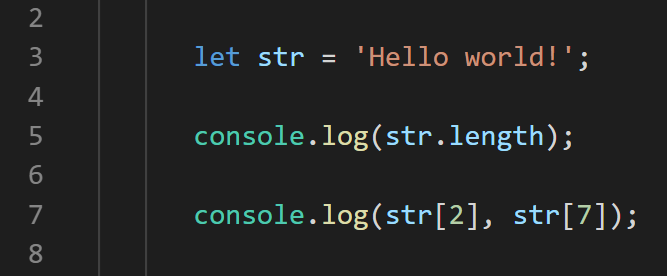 2
3 let str = 'Hello world!';
4
5 console.log(str.length);
6
7 console.log(str[2], str[7]);
8